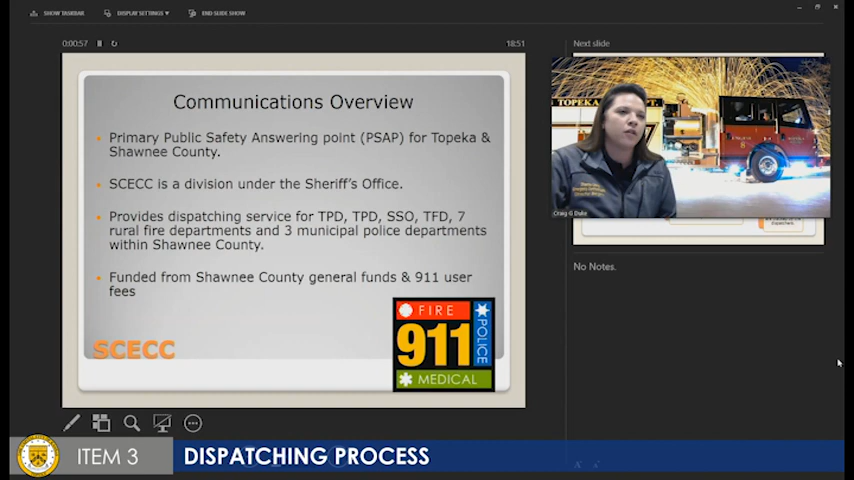 SHOW TASKBAR
DISPLAY SETTINGS ▾
END SLIDE SHOW
0:00:57
18:51
Next slide
Communications Overview
Primary Public Safety Answering point (PSAP) for Topeka &
Shawnee County.
SCECC is a division under the Sheriff's Office.
Provides dispatching service for TPD, TPD, SSO, TFD, 7
rural fire departments and 3 municipal police departments
within Shawnee County.
Funded from Shawnee County general funds & 911 user
fees
SCECC
FIRE
911
POLICE
MEDICAL
TOPEKA
Craig G Duke
No Notes.
ITEM 3
DISPATCHING PROCESS